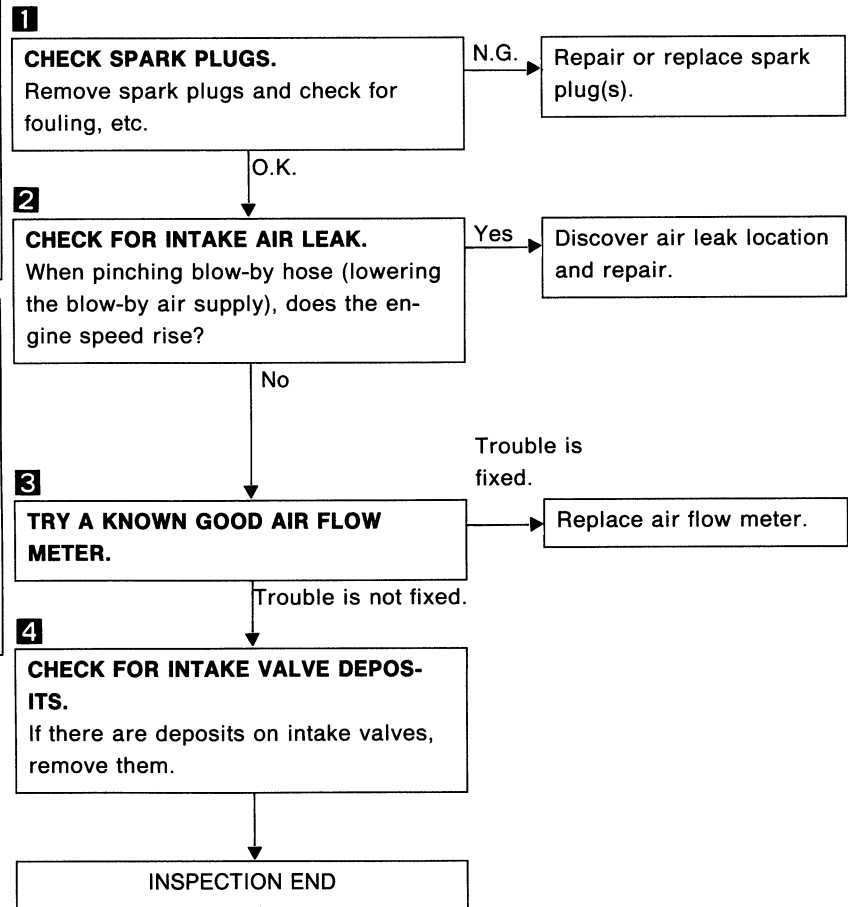 1
CHECK SPARK PLUGS.
Remove spark plugs and check for
fouling, etc.
N.G.
Repair or replace spark
plug(s).
O.K.
2
CHECK FOR INTAKE AIR LEAK.
When pinching blow-by hose (lowering
the blow-by air supply), does the en-
gine speed rise?
Yes
Discover air leak location
and repair.
No
3
TRY A KNOWN GOOD AIR FLOW
METER.
Trouble is
fixed.
Replace air flow meter.
Trouble is not fixed.
4
CHECK FOR INTAKE VALVE DEPOS-
ITS.
If there are deposits on intake valves,
remove them.
INSPECTION END